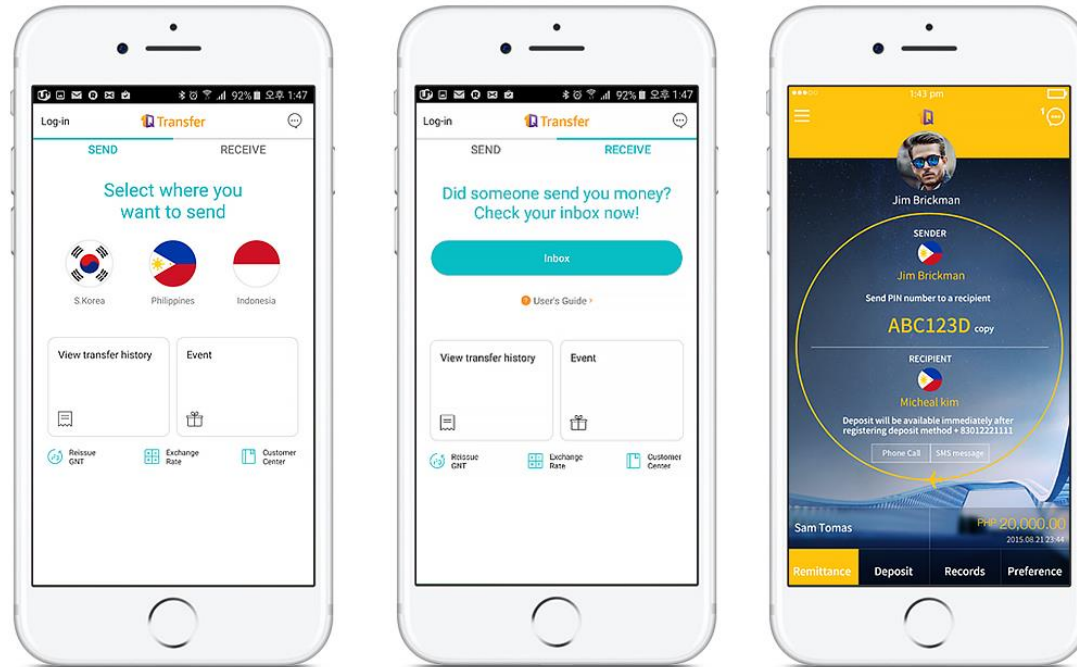 92% 오후 1:47
Log-in
1Q Transfer
SEND
RECEIVE
Select where you
want to send
S.Korea
Philippines
Indonesia
View transfer history
Event
Reissue
GNT
Exchange
Rate
Customer
Center
92% 오후 1:47
Log-in
1Q Transfer
SEND
RECEIVE
Did someone send you money?
Check your inbox now!
Inbox
? User's Guide >
View transfer history
Event
Reissue
GNT
Exchange
Rate
Customer
Center
1:43 pm
1Q
1
Jim Brickman
SENDER
Jim Brickman
Send PIN number to a recipient
ABC123D copy
RECIPIENT
Micheal kim
Deposit will be available immediately after
registering deposit method + 83012221111
Phone Call
SMS message
Sam Tomas
PHP 20,000.00
2015.08.21 23:44
Remittance
Deposit
Records
Preference